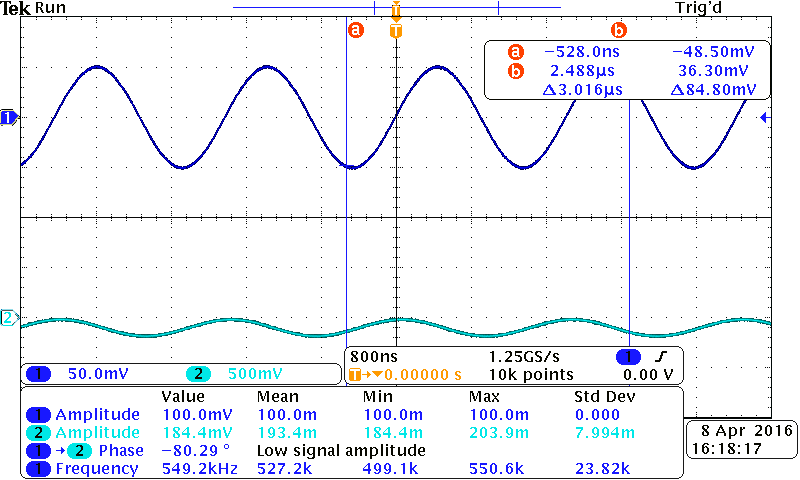 Tek Run Trig'd
T
a T b
a −528.0ns −48.50mV
b 2.488µs 36.30mV
Δ3.016µs Δ84.80mV
1
2
1 50.0mV 2 500mV
800ns 1.25GS/s 1
T→▼0.00000 s 10k points 0.00 V
Value Mean Min Max Std Dev
1 Amplitude 100.0mV 100.0m 100.0m 100.0m 0.000
2 Amplitude 184.4mV 193.4m 184.4m 203.9m 7.994m
1 → 2 Phase −80.29 ° Low signal amplitude
1 Frequency 549.2kHz 527.2k 499.1k 550.6k 23.82k
8 Apr 2016
16:18:17